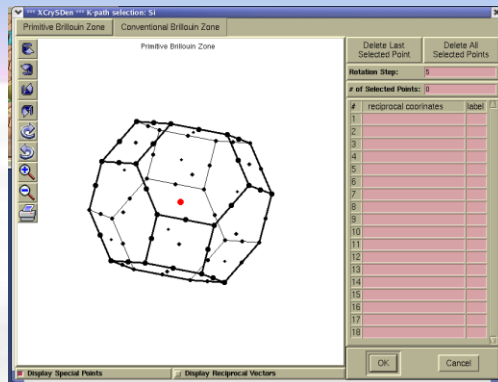 *** XCrySDen *** K-path selection: Si
Primitive Brillouin Zone
Conventional Brillouin Zone
Primitive Brillouin Zone
Delete Last
Selected Point
Delete All
Selected Points
Rotation Step: 5
# of Selected Points: 0
# reciprocal coorinates label
1
2
3
4
5
6
7
8
9
10
11
12
13
14
15
16
17
18
OK
Cancel
Display Special Points
Display Reciprocal Vectors